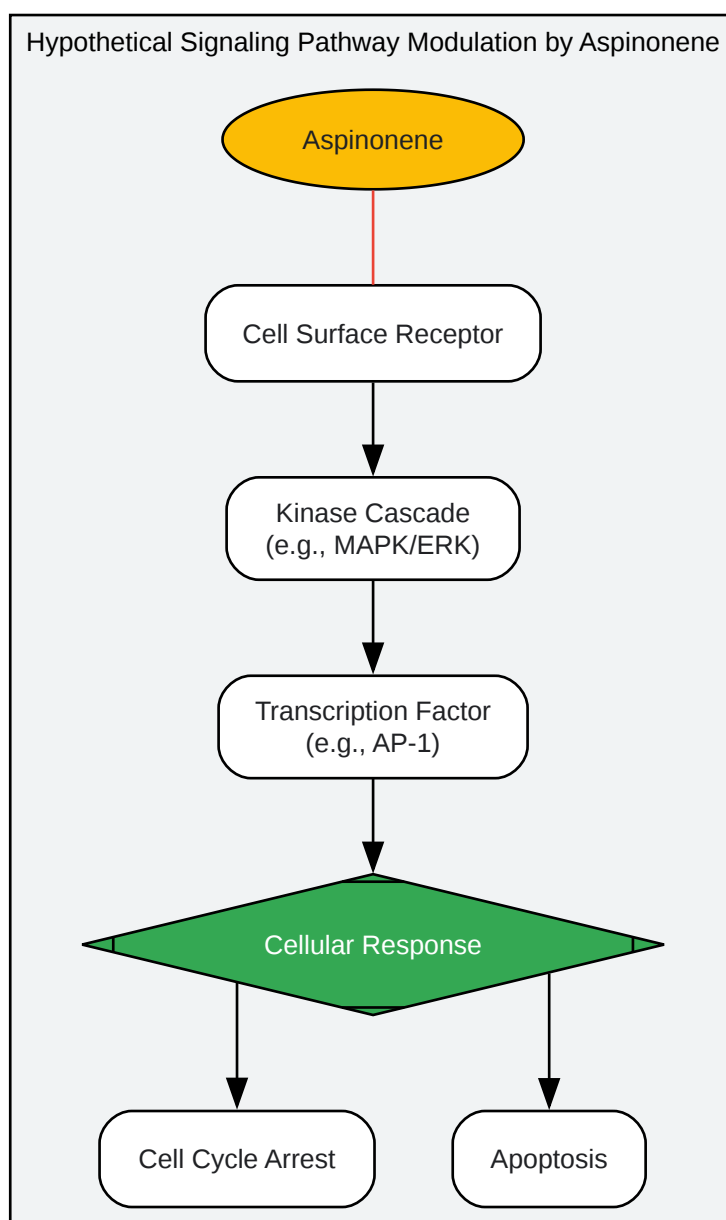 Hypothetical Signaling Pathway Modulation by Aspinonene
Aspinonene
Cell Surface Receptor
Kinase Cascade
(e.g., MAPK/ERK)
Transcription Factor
(e.g., AP-1)
Cellular Response
Cell Cycle Arrest
Apoptosis